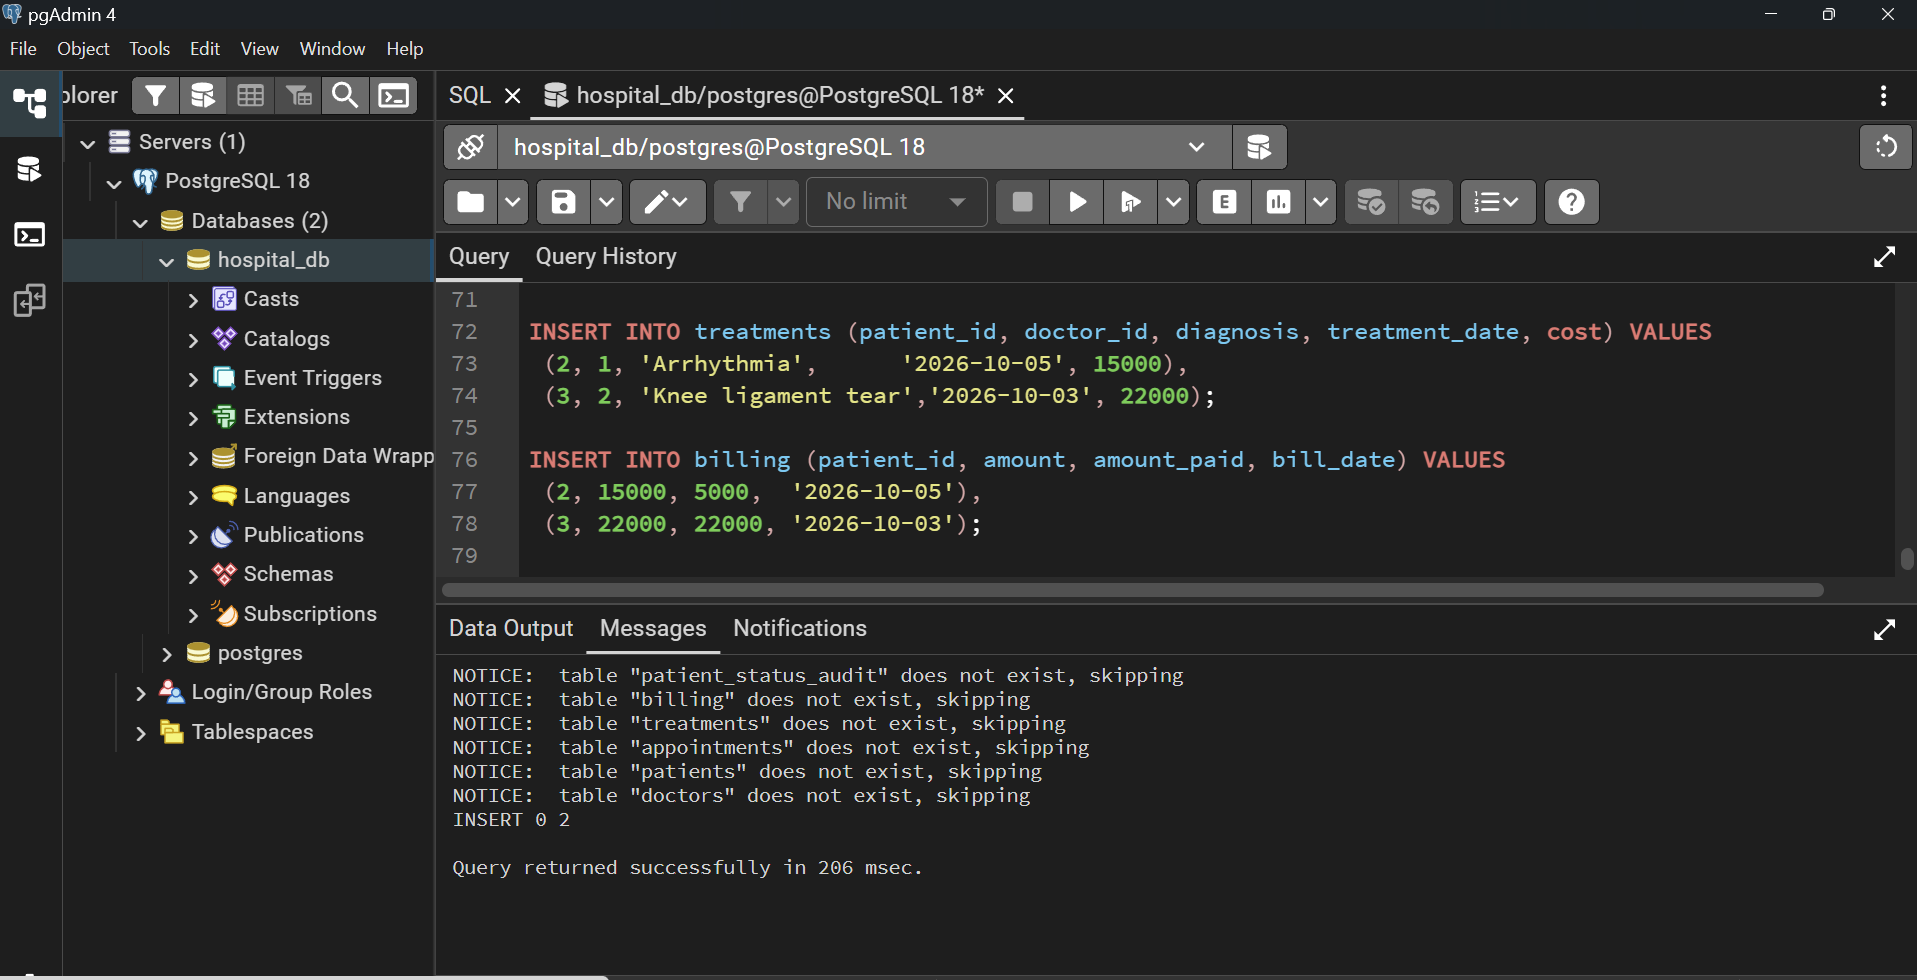 pgAdmin 4
File Object Tools Edit View Window Help
plorer
SQL hospital_db/postgres@PostgreSQL 18*
Servers (1)
PostgreSQL 18
Databases (2)
hospital_db
Casts
Catalogs
Event Triggers
Extensions
Foreign Data Wrapp
Languages
Publications
Schemas
Subscriptions
postgres
Login/Group Roles
Tablespaces
hospital_db/postgres@PostgreSQL 18
No limit
E
Query Query History
71
72 INSERT INTO treatments (patient_id, doctor_id, diagnosis, treatment_date, cost) VALUES
73 (2, 1, 'Arrhythmia',      '2026-10-05', 15000),
74 (3, 2, 'Knee ligament tear','2026-10-03', 22000);
75
76 INSERT INTO billing (patient_id, amount, amount_paid, bill_date) VALUES
77 (2, 15000, 5000,  '2026-10-05'),
78 (3, 22000, 22000, '2026-10-03');
79
Data Output Messages Notifications
NOTICE:  table "patient_status_audit" does not exist, skipping
NOTICE:  table "billing" does not exist, skipping
NOTICE:  table "treatments" does not exist, skipping
NOTICE:  table "appointments" does not exist, skipping
NOTICE:  table "patients" does not exist, skipping
NOTICE:  table "doctors" does not exist, skipping
INSERT 0 2
Query returned successfully in 206 msec.